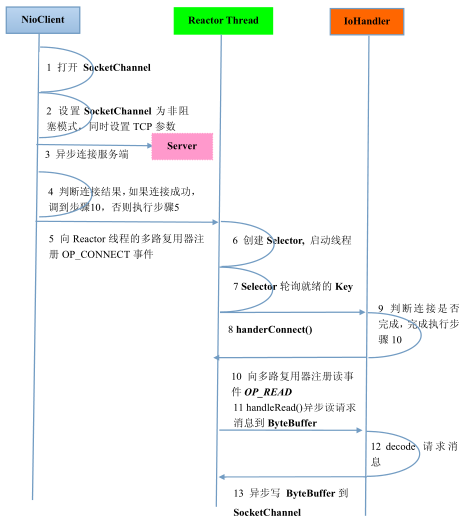 NioClient
Reactor Thread
IoHandler
1 打开 SocketChannel
2 设置 SocketChannel 为非阻
塞模式，同时设置 TCP 参数
3 异步连接服务端
Server
4 判断连接结果，如果连接成功，
调到步骤10，否则执行步骤5
5 向 Reactor 线程的多路复用器注
册 OP_CONNECT 事件
6 创建 Selector, 启动线程
7 Selector 轮询就绪的 Key
8 handerConnect()
9 判断连接是否
完成，完成执行步
骤 10
10 向多路复用器注册读事
件 OP_READ
11 handleRead()异步读请求
消息到 ByteBuffer
12 decode 请求消
息
13 异步写 ByteBuffer 到
SocketChannel